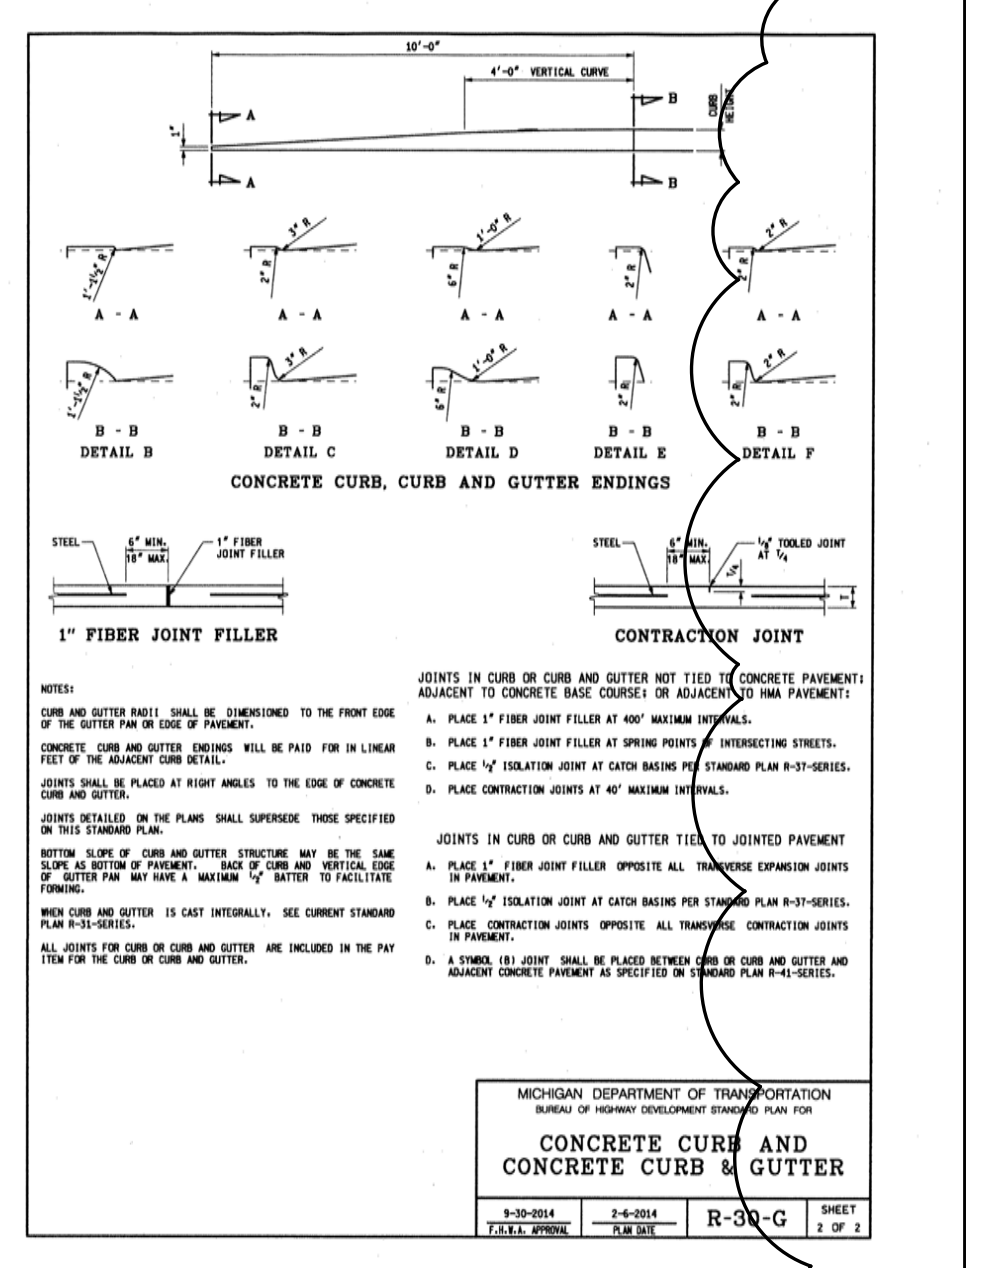 10'-0"
4'-0" VERTICAL CURVE
A
B
CURB
HEIGHT
1"
A
B
1'-1½" R
2" R
3" R
6" R
1'-0" R
2" R
2" R
2" R
A - A
A - A
A - A
A - A
A - A
1'-1½" R
2" R
3" R
6" R
1'-0" R
2" R
2" R
2" R
B - B
B - B
B - B
B - B
B - B
DETAIL B
DETAIL C
DETAIL D
DETAIL E
DETAIL F
CONCRETE CURB, CURB AND GUTTER ENDINGS
STEEL
6" MIN.
18" MAX.
1" FIBER
JOINT FILLER
1" FIBER JOINT FILLER
STEEL
6" MIN.
18" MAX.
⅛" TOOLED JOINT
AT T/4
T/4
T
CONTRACTION JOINT
NOTES:
CURB AND GUTTER RADII SHALL BE DIMENSIONED TO THE FRONT EDGE
OF THE GUTTER PAN OR EDGE OF PAVEMENT.
CONCRETE CURB AND GUTTER ENDINGS WILL BE PAID FOR IN LINEAR
FEET OF THE ADJACENT CURB DETAIL.
JOINTS SHALL BE PLACED AT RIGHT ANGLES TO THE EDGE OF CONCRETE
CURB AND GUTTER.
JOINTS DETAILED ON THE PLANS SHALL SUPERSEDE THOSE SPECIFIED
ON THIS STANDARD PLAN.
BOTTOM SLOPE OF CURB AND GUTTER STRUCTURE MAY BE THE SAME
SLOPE AS BOTTOM OF PAVEMENT. BACK OF CURB AND VERTICAL EDGE
OF GUTTER PAN MAY HAVE A MAXIMUM ½" BATTER TO FACILITATE
FORMING.
WHEN CURB AND GUTTER IS CAST INTEGRALLY, SEE CURRENT STANDARD
PLAN R-31-SERIES.
ALL JOINTS FOR CURB OR CURB AND GUTTER ARE INCLUDED IN THE PAY
ITEM FOR THE CURB OR CURB AND GUTTER.
JOINTS IN CURB OR CURB AND GUTTER NOT TIED TO CONCRETE PAVEMENT;
ADJACENT TO CONCRETE BASE COURSE; OR ADJACENT TO HMA PAVEMENT:
A. PLACE 1" FIBER JOINT FILLER AT 400' MAXIMUM INTERVALS.
B. PLACE 1" FIBER JOINT FILLER AT SPRING POINTS OF INTERSECTING STREETS.
C. PLACE ½" ISOLATION JOINT AT CATCH BASINS PER STANDARD PLAN R-37-SERIES.
D. PLACE CONTRACTION JOINTS AT 40' MAXIMUM INTERVALS.
JOINTS IN CURB OR CURB AND GUTTER TIED TO JOINTED PAVEMENT
A. PLACE 1" FIBER JOINT FILLER OPPOSITE ALL TRANSVERSE EXPANSION JOINTS
IN PAVEMENT.
B. PLACE ½" ISOLATION JOINT AT CATCH BASINS PER STANDARD PLAN R-37-SERIES.
C. PLACE CONTRACTION JOINTS OPPOSITE ALL TRANSVERSE CONTRACTION JOINTS
IN PAVEMENT.
D. A SYMBOL (B) JOINT SHALL BE PLACED BETWEEN CURB OR CURB AND GUTTER AND
ADJACENT CONCRETE PAVEMENT AS SPECIFIED ON STANDARD PLAN R-41-SERIES.
MICHIGAN DEPARTMENT OF TRANSPORTATION
BUREAU OF HIGHWAY DEVELOPMENT STANDARD PLAN FOR
CONCRETE CURB AND
CONCRETE CURB & GUTTER
9-30-2014
F.H.W.A. APPROVAL
2-6-2014
PLAN DATE
R-30-G
SHEET
2 OF 2